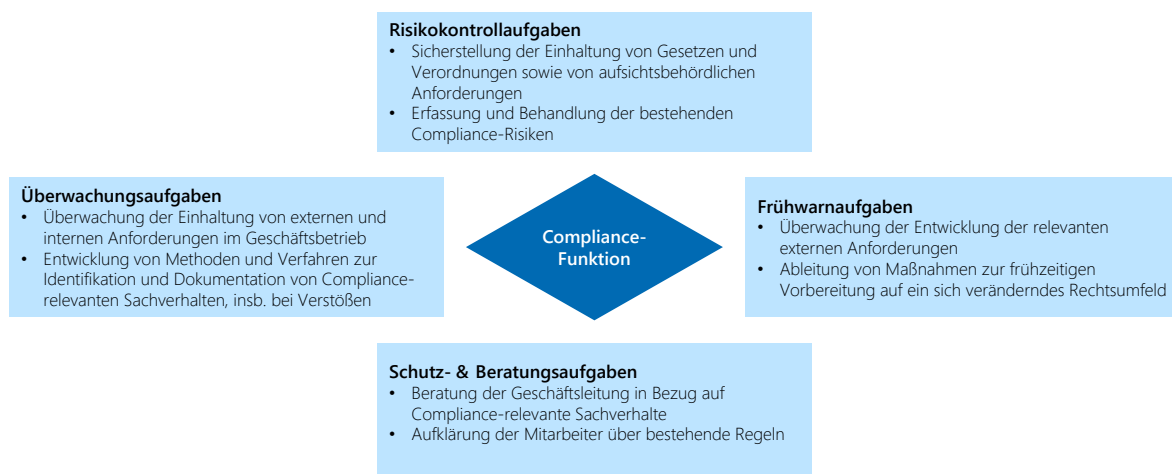 Risikokontrollaufgaben
• Sicherstellung der Einhaltung von Gesetzen und
Verordnungen sowie von aufsichtsbehördlichen
Anforderungen
• Erfassung und Behandlung der bestehenden
Compliance-Risiken
Überwachungsaufgaben
• Überwachung der Einhaltung von externen und
internen Anforderungen im Geschäftsbetrieb
• Entwicklung von Methoden und Verfahren zur
Identifikation und Dokumentation von Compliance-
relevanten Sachverhalten, insb. bei Verstößen
Compliance-
Funktion
Frühwarnaufgaben
• Überwachung der Entwicklung der relevanten
externen Anforderungen
• Ableitung von Maßnahmen zur frühzeitigen
Vorbereitung auf ein sich veränderndes Rechtsumfeld
Schutz- & Beratungsaufgaben
• Beratung der Geschäftsleitung in Bezug auf
Compliance-relevante Sachverhalte
• Aufklärung der Mitarbeiter über bestehende Regeln